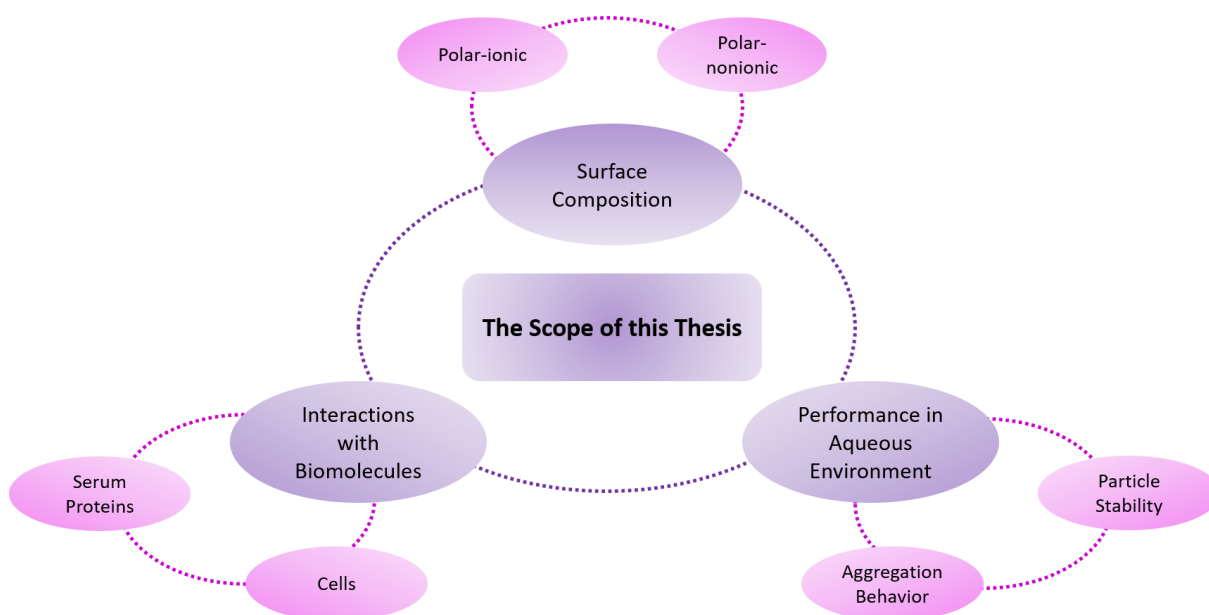 Polar-ionic
Polar-
nonionic
Surface
Composition
The Scope of this Thesis
Interactions
with
Biomolecules
Performance in
Aqueous
Environment
Serum
Proteins
Particle
Stability
Cells
Aggregation
Behavior